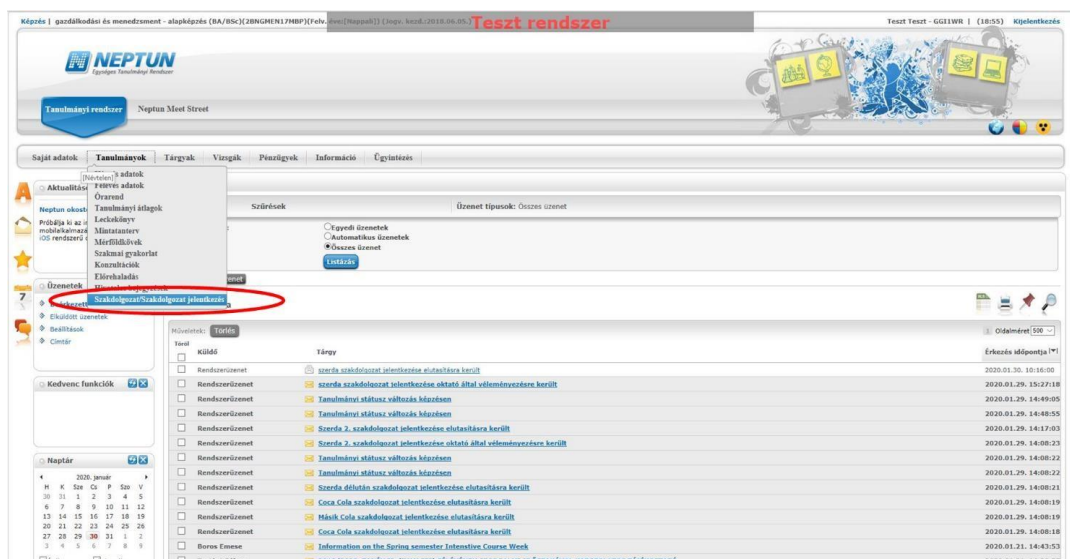 Képzés | gazdálkodási és menedzsment - alapképzés (BA/BSc)(2BNGMEN17MBP)(Felv. éve:[Nappali]) (Jogv. kezd.:2018.06.05.) Teszt rendszer
Teszt Teszt - GGI1WR | (18:55) Kijelentkezés
NEPTUN
Egységes Tanulmányi Rendszer
Tanulmányi rendszer Neptun Meet Street
Saját adatok Tanulmányok Tárgyak Vizsgák Pénzügyek Információ Ügyintézés
[Névtelen] adatok
Féléves adatok
Órarend
Tanulmányi átlagok
Leckekönyv
Mintatanterv
Mérföldkövek
Szakmai gyakorlat
Konzultációk
Előrehaladás
Szakdolgozat/Szakdolgozat jelentkezés
Aktualitás
Neptun okost
Próbálja ki az
mobilalkalmazá
iOS rendszerű
Üzenetek
Elküldött üzenetek
Beállítások
Címtár
Szűrések Üzenet típusok: Összes üzenet
Egyedi üzenetek
Automatikus üzenetek
Összes üzenet
Listázás
Műveletek: Törlés
1 Oldalméret 500
Töröl Küldő Tárgy Érkezés időpontja
Rendszerüzenet szerda szakdolgozat jelentkezése elutasításra került 2020.01.30. 10:16:00
Rendszerüzenet szerda szakdolgozat jelentkezése oktató által véleményezésre került 2020.01.29. 15:27:18
Rendszerüzenet Tanulmányi státusz változás képzésen 2020.01.29. 14:49:05
Rendszerüzenet Tanulmányi státusz változás képzésen 2020.01.29. 14:48:55
Rendszerüzenet Szerda 2. szakdolgozat jelentkezése elutasításra került 2020.01.29. 14:17:03
Rendszerüzenet Szerda 2. szakdolgozat jelentkezése oktató által véleményezésre került 2020.01.29. 14:08:23
Rendszerüzenet Tanulmányi státusz változás képzésen 2020.01.29. 14:08:22
Rendszerüzenet Tanulmányi státusz változás képzésen 2020.01.29. 14:08:22
Rendszerüzenet Szerda délután szakdolgozat jelentkezése elutasításra került 2020.01.29. 14:08:21
Rendszerüzenet Coca Cola szakdolgozat jelentkezése elutasításra került 2020.01.29. 14:08:19
Rendszerüzenet Másik Cola szakdolgozat jelentkezése elutasításra került 2020.01.29. 14:08:19
Rendszerüzenet Coca Cola szakdolgozat jelentkezése elutasításra került 2020.01.29. 14:08:18
Boros Emese Information on the Spring semester Intenstive Course Week 2020.01.21. 14:43:53
Kedvenc funkciók
Naptár
2020. január
H K Sze Cs P Szo V
30 31 1 2 3 4 5
6 7 8 9 10 11 12
13 14 15 16 17 18 19
20 21 22 23 24 25 26
27 28 29 30 31 1 2
3 4 5 6 7 8 9
7